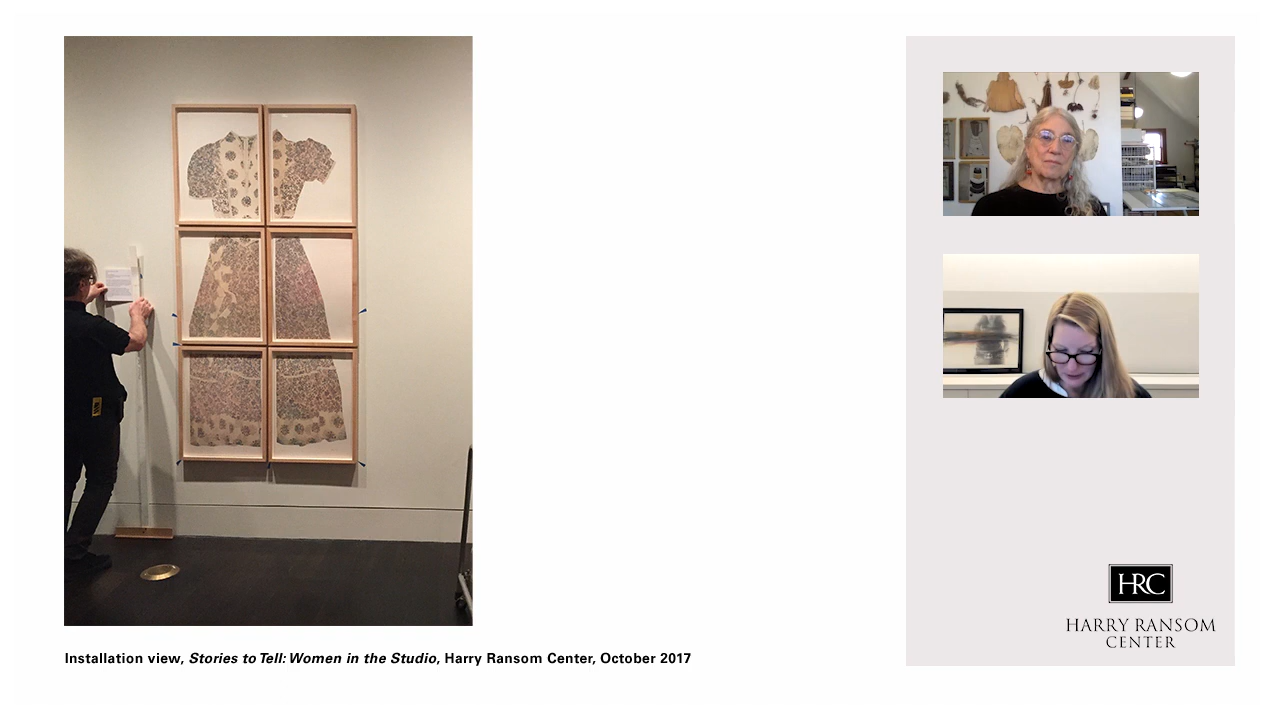 Installation view, Stories to Tell: Women in the Studio, Harry Ransom Center, October 2017
HRC
HARRY RANSOM
CENTER